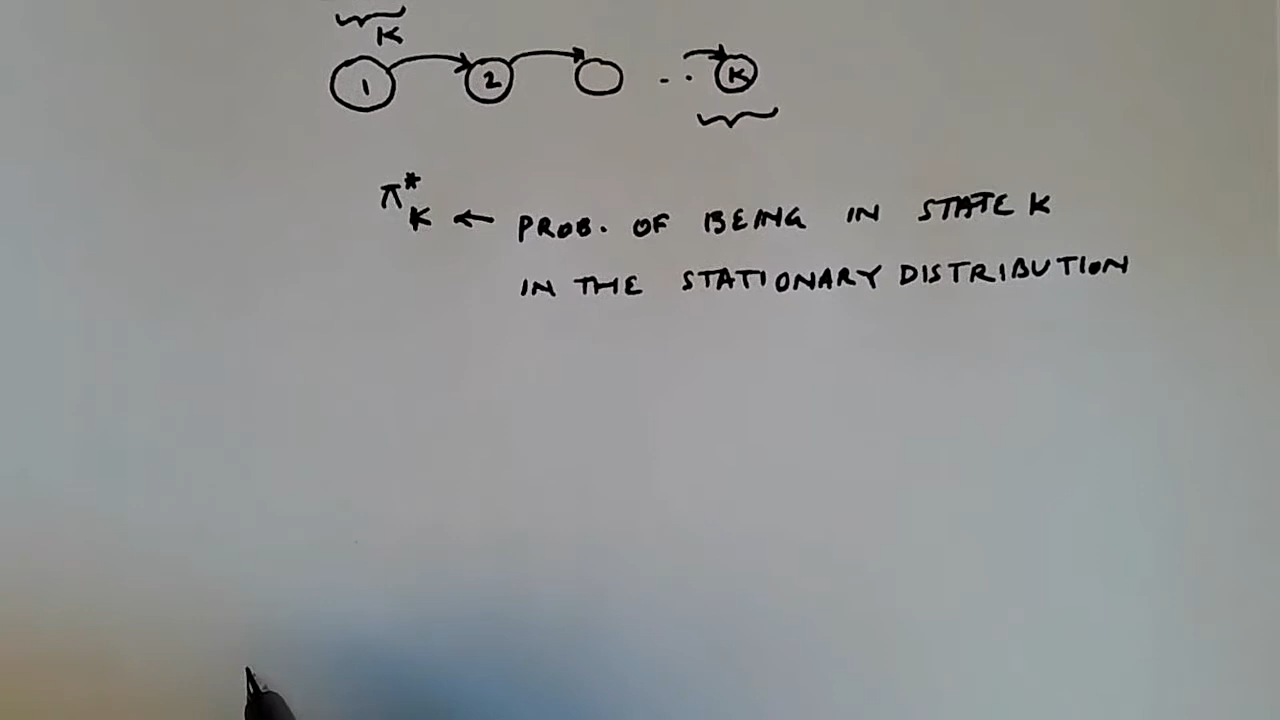 K
1 2 . . K
π*K ← PROB. OF BEING IN STATE K
IN THE STATIONARY DISTRIBUTION